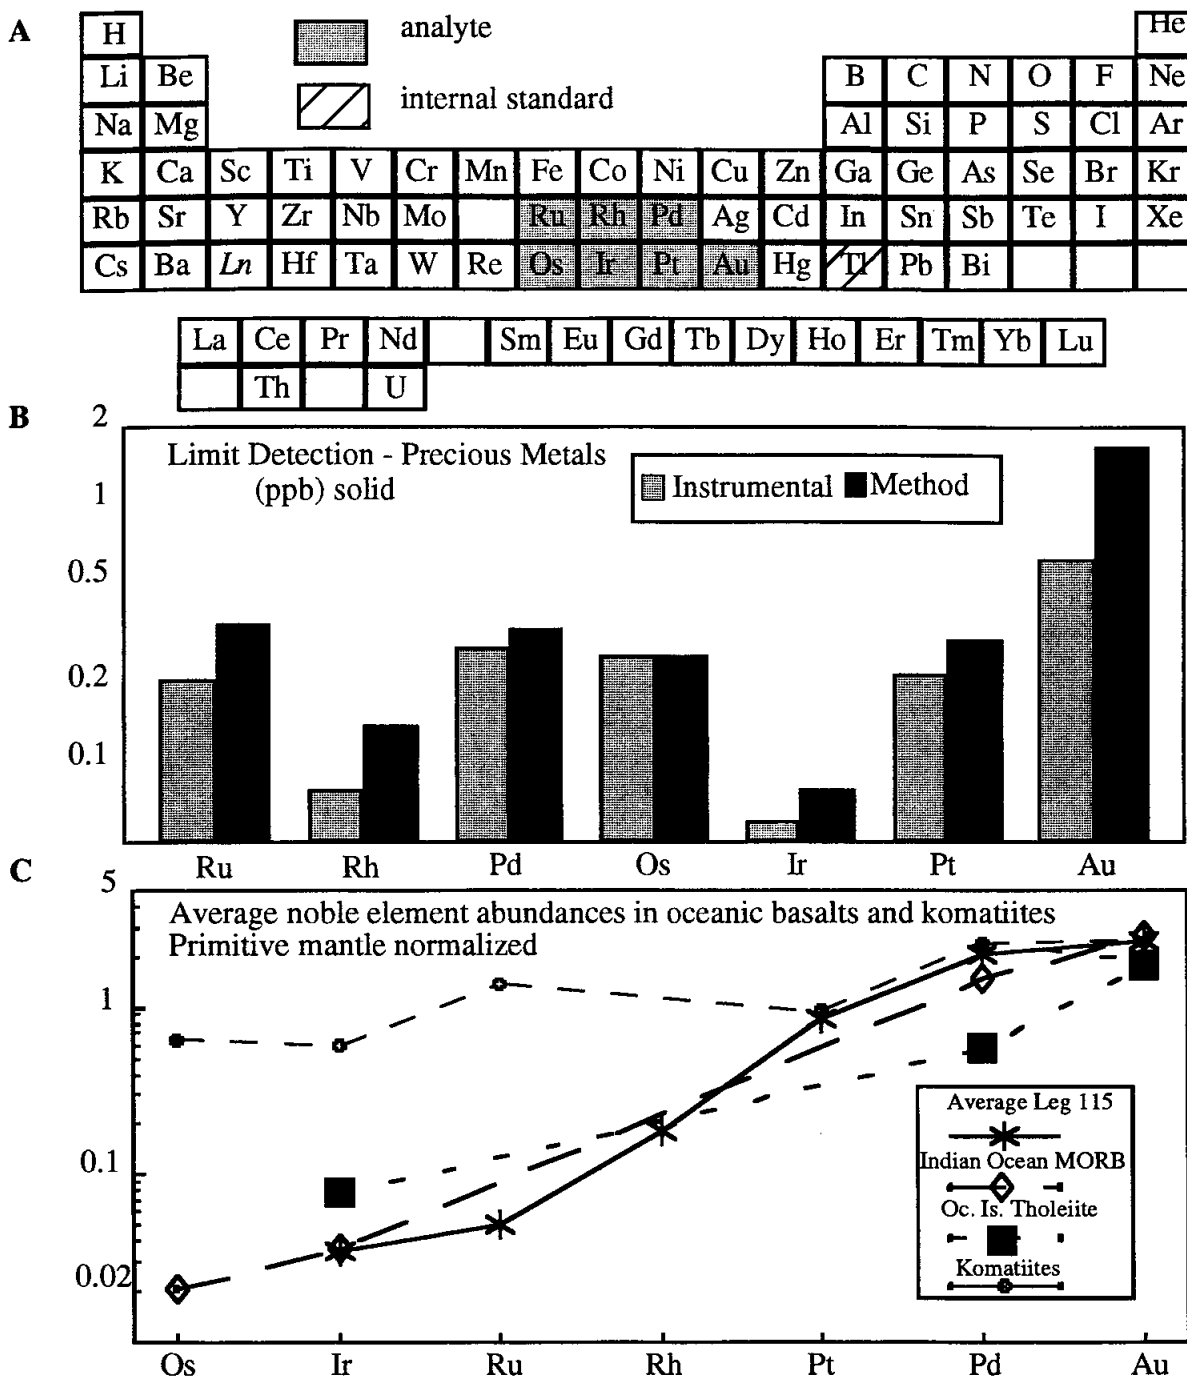 A
analyte
internal standard
H He
Li Be B C N O F Ne
Na Mg Al Si P S Cl Ar
K Ca Sc Ti V Cr Mn Fe Co Ni Cu Zn Ga Ge As Se Br Kr
Rb Sr Y Zr Nb Mo Ru Rh Pd Ag Cd In Sn Sb Te I Xe
Cs Ba Ln Hf Ta W Re Os Ir Pt Au Hg Tl Pb Bi
La Ce Pr Nd Sm Eu Gd Tb Dy Ho Er Tm Yb Lu
Th U
B
Limit Detection - Precious Metals
(ppb) solid
Instrumental Method
2
1
0.5
0.2
0.1
Ru Rh Pd Os Ir Pt Au
C
Average noble element abundances in oceanic basalts and komatiites
Primitive mantle normalized
5
1
0.1
0.02
Average Leg 115
Indian Ocean MORB
Oc. Is. Tholeiite
Komatiites
Os Ir Ru Rh Pt Pd Au